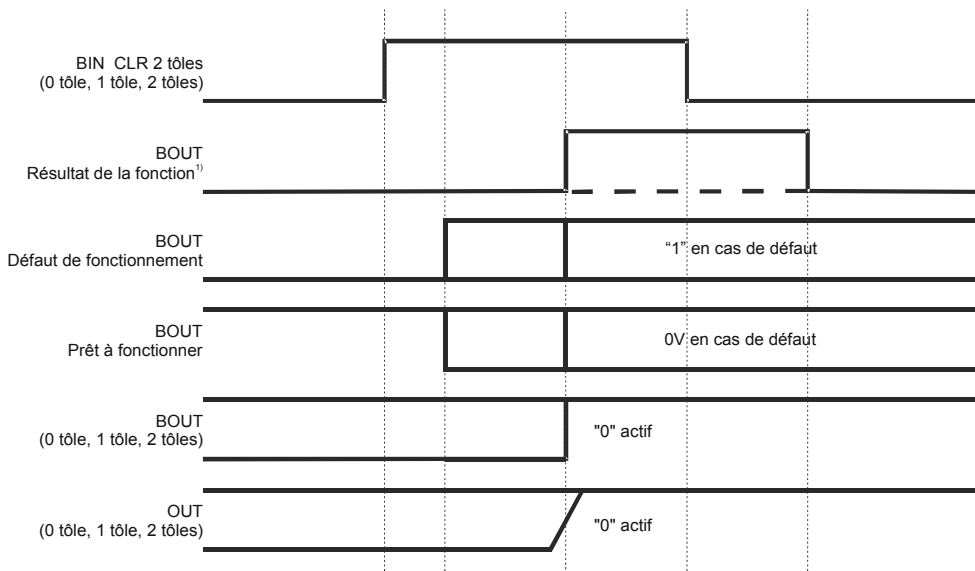 BIN CLR 2 tôles
(0 tôle, 1 tôle, 2 tôles)
BOUT
Résultat de la fonction¹⁾
BOUT
Défaut de fonctionnement
“1” en cas de défaut
BOUT
Prêt à fonctionner
0V en cas de défaut
BOUT
(0 tôle, 1 tôle, 2 tôles)
"0" actif
OUT
(0 tôle, 1 tôle, 2 tôles)
"0" actif